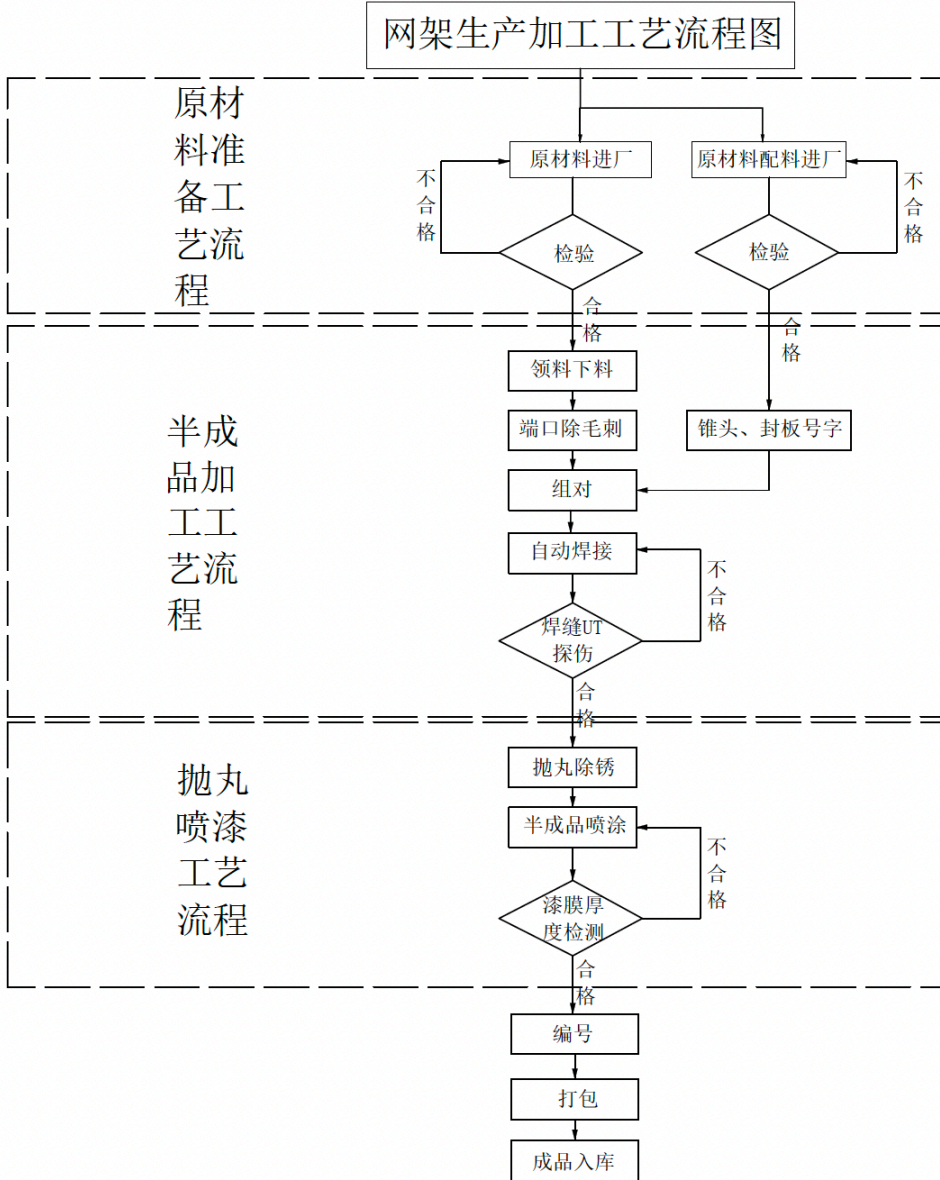 网架生产加工工艺流程图
原材
料准
备工
艺流
程
原材料进厂
原材料配料进厂
不
合
格
不
合
格
检验
检验
合
格
合
格
半成
品加
工工
艺流
程
领料下料
端口除毛刺
锥头、封板号字
组对
自动焊接
不
合
格
焊缝UT
探伤
合
格
抛丸
喷漆
工艺
流程
抛丸除锈
半成品喷涂
不
合
格
漆膜厚
度检测
合
格
编号
打包
成品入库